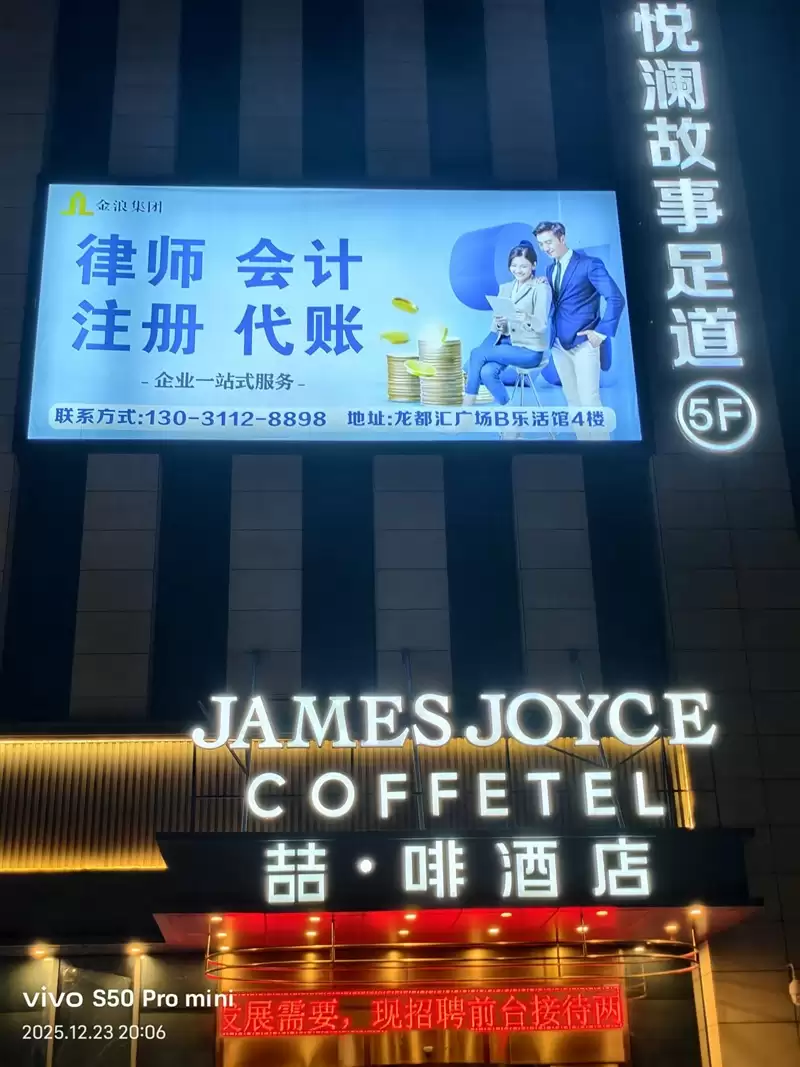 悦澜故事足道
5F
金浪集团
律师 会计
注册 代账
- 企业一站式服务 -
联系方式:130-3112-8898 地址:龙都汇广场B乐活馆4楼
JAMES JOYCE
COFFETEL
喆·啡酒店
发展需要，现招聘前台接待两
vivo S50 Pro mini
2025.12.23 20:06